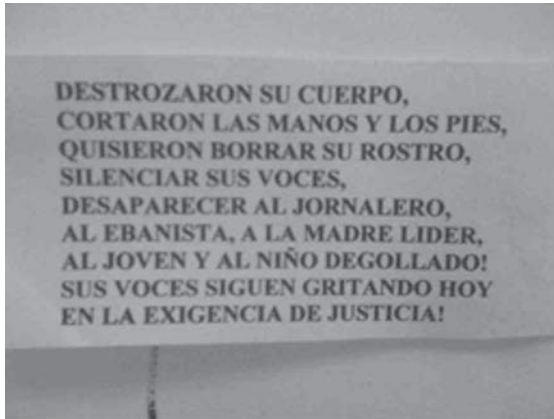 DESTROZARON SU CUERPO,
CORTARON LAS MANOS Y LOS PIES,
QUISIERON BORRAR SU ROSTRO,
SILENCIAR SUS VOCES,
DESAPARECER AL JORNALERO,
AL EBANISTA, A LA MADRE LIDER,
AL JOVEN Y AL NIÑO DEGOLLADO!
SUS VOCES SIGUEN GRITANDO HOY
EN LA EXIGENCIA DE JUSTICIA!